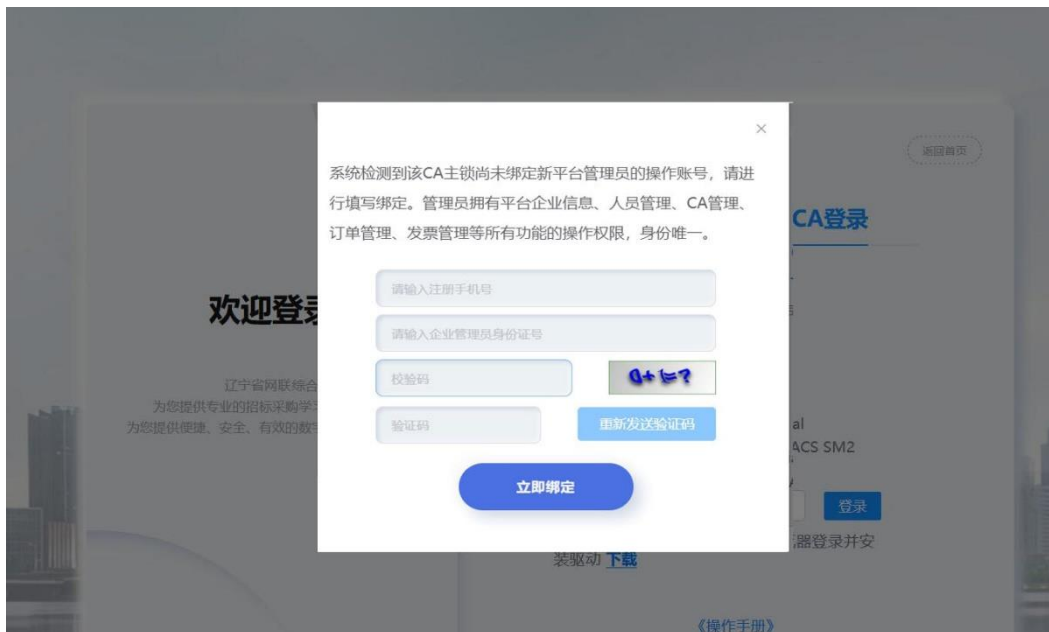 返回首页
系统检测到该CA主锁尚未绑定新平台管理员的操作账号，请进
行填写绑定。管理员拥有平台企业信息、人员管理、CA管理、
订单管理、发票管理等所有功能的操作权限，身份唯一。
CA登录
请输入注册手机号
欢迎登录
请输入企业管理员身份证号
校验码
辽宁省网联综合
为您提供专业的招标采购学
为您提供便捷、安全、有效的数
验证码
重新发送验证码
al
ACS SM2
立即绑定
登录
器登录并安
装驱动 下载
《操作手册》